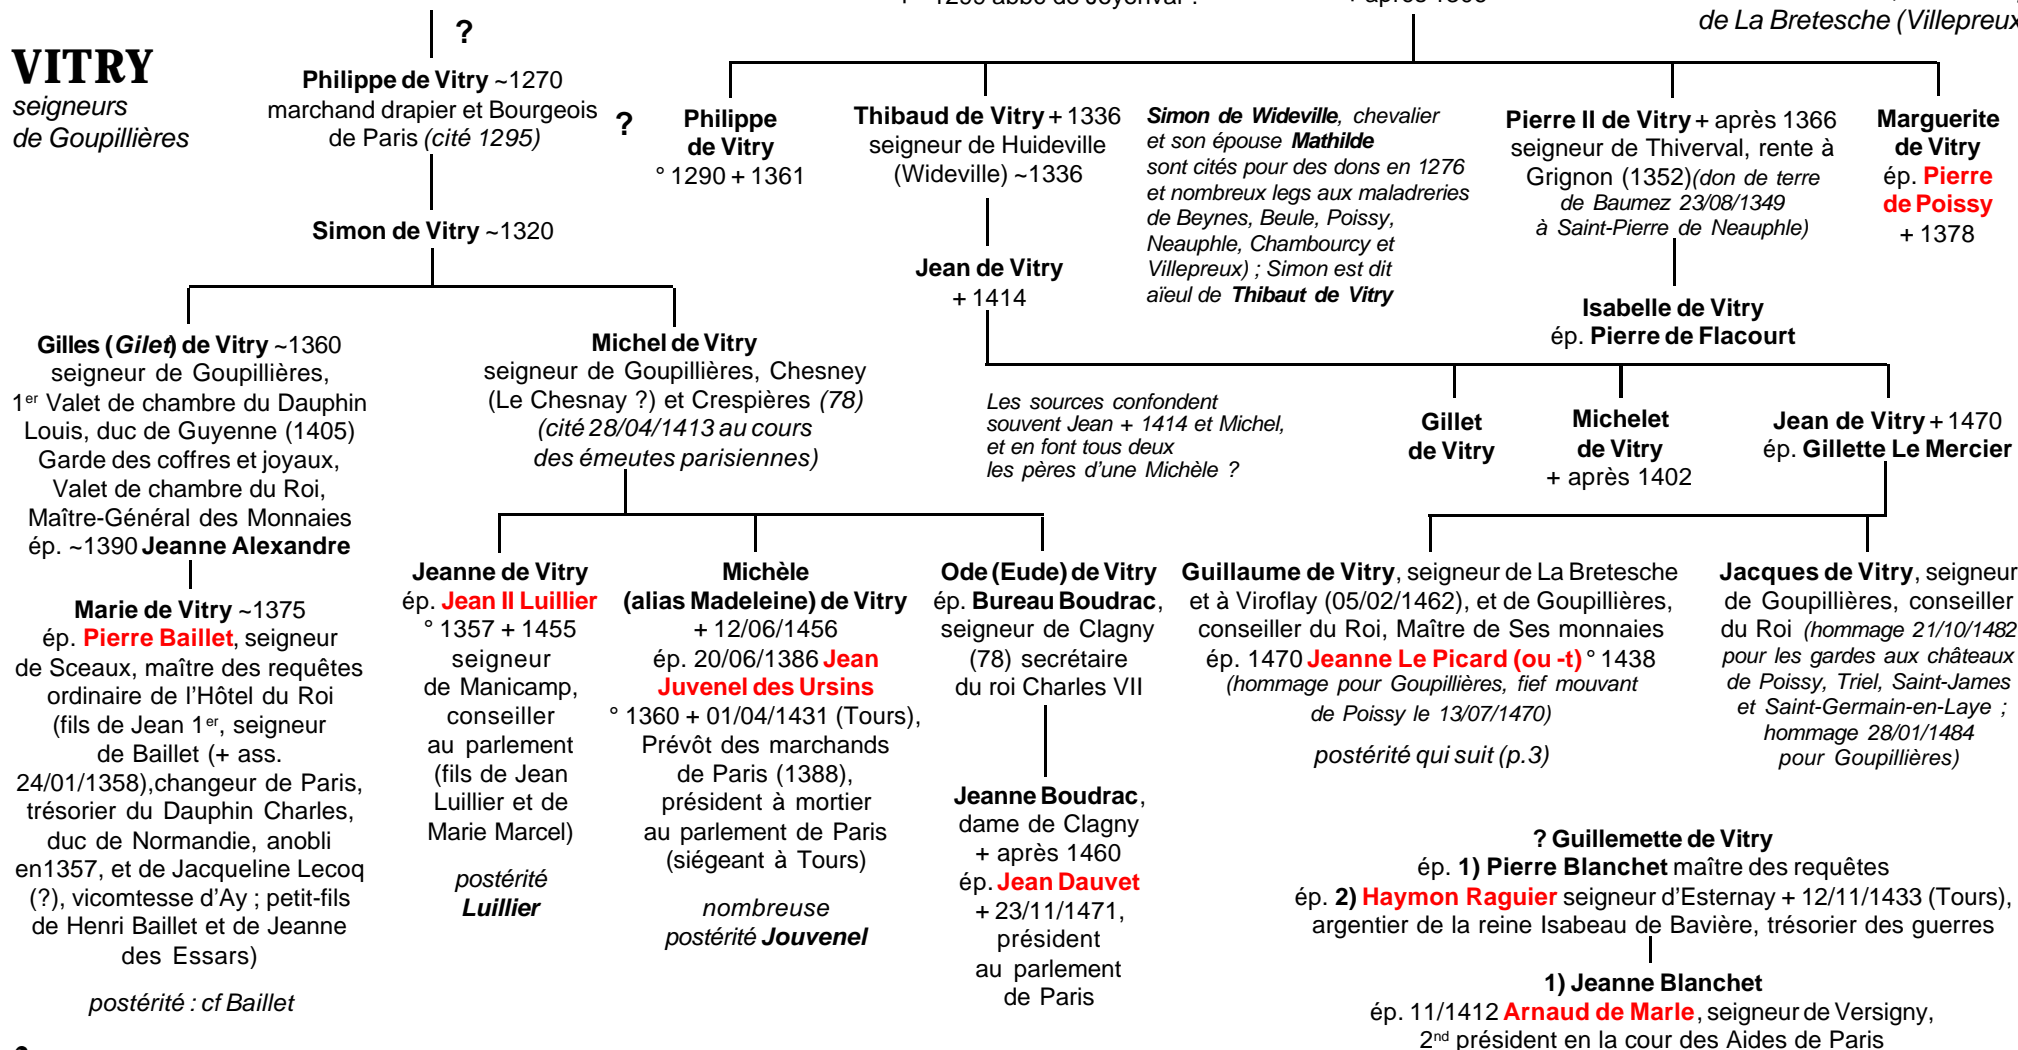 + 1299 abbé de Joyenval ?
+ après 1366
de La Bretesche (Villepreux
?
VITRY
seigneurs
de Goupillières
Philippe de Vitry ~1270
marchand drapier et Bourgeois
de Paris (cité 1295)
?
Philippe
de Vitry
° 1290 + 1361
Thibaud de Vitry + 1336
seigneur de Huideville
(Wideville) ~1336
Simon de Wideville, chevalier
et son épouse Mathilde
sont cités pour des dons en 1276
et nombreux legs aux maladreries
de Beynes, Beule, Poissy,
Neauphle, Chambourcy et
Villepreux) ; Simon est dit
aïeul de Thibaut de Vitry
Pierre II de Vitry + après 1366
seigneur de Thiverval, rente à
Grignon (1352)(don de terre
de Baumez 23/08/1349
à Saint-Pierre de Neauphle)
Marguerite
de Vitry
ép. Pierre
de Poissy
+ 1378
Simon de Vitry ~1320
Jean de Vitry
+ 1414
Isabelle de Vitry
ép. Pierre de Flacourt
Gilles (Gilet) de Vitry ~1360
seigneur de Goupillières,
1er Valet de chambre du Dauphin
Louis, duc de Guyenne (1405)
Garde des coffres et joyaux,
Valet de chambre du Roi,
Maître-Général des Monnaies
ép. ~1390 Jeanne Alexandre
Michel de Vitry
seigneur de Goupillières, Chesney
(Le Chesnay ?) et Crespières (78)
(cité 28/04/1413 au cours
des émeutes parisiennes)
Les sources confondent
souvent Jean + 1414 et Michel,
et en font tous deux
les pères d'une Michèle ?
Gillet
de Vitry
Michelet
de Vitry
+ après 1402
Jean de Vitry + 1470
ép. Gillette Le Mercier
Marie de Vitry ~1375
ép. Pierre Baillet, seigneur
de Sceaux, maître des requêtes
ordinaire de l'Hôtel du Roi
(fils de Jean 1er, seigneur
de Baillet (+ ass.
24/01/1358),changeur de Paris,
trésorier du Dauphin Charles,
duc de Normandie, anobli
en1357, et de Jacqueline Lecoq
(?), vicomtesse d'Ay ; petit-fils
de Henri Baillet et de Jeanne
des Essars)
postérité : cf Baillet
Jeanne de Vitry
ép. Jean II Luillier
° 1357 + 1455
seigneur
de Manicamp,
conseiller
au parlement
(fils de Jean
Luillier et de
Marie Marcel)
postérité
Luillier
Michèle
(alias Madeleine) de Vitry
+ 12/06/1456
ép. 20/06/1386 Jean
Juvenel des Ursins
° 1360 + 01/04/1431 (Tours),
Prévôt des marchands
de Paris (1388),
président à mortier
au parlement de Paris
(siégeant à Tours)
nombreuse
postérité Jouvenel
Ode (Eude) de Vitry
ép. Bureau Boudrac,
seigneur de Clagny
(78) secrétaire
du roi Charles VII
Jeanne Boudrac,
dame de Clagny
+ après 1460
ép. Jean Dauvet
+ 23/11/1471,
président
au parlement
de Paris
Guillaume de Vitry, seigneur de La Bretesche
et à Viroflay (05/02/1462), et de Goupillières,
conseiller du Roi, Maître de Ses monnaies
ép. 1470 Jeanne Le Picard (ou -t) ° 1438
(hommage pour Goupillières, fief mouvant
de Poissy le 13/07/1470)
postérité qui suit (p.3)
Jacques de Vitry, seigneur
de Goupillières, conseiller
du Roi (hommage 21/10/1482
pour les gardes aux châteaux
de Poissy, Triel, Saint-James
et Saint-Germain-en-Laye ;
hommage 28/01/1484
pour Goupillières)
? Guillemette de Vitry
ép. 1) Pierre Blanchet maître des requêtes
ép. 2) Haymon Raguier seigneur d'Esternay + 12/11/1433 (Tours),
argentier de la reine Isabeau de Bavière, trésorier des guerres
1) Jeanne Blanchet
ép. 11/1412 Arnaud de Marle, seigneur de Versigny,
2nd président en la cour des Aides de Paris